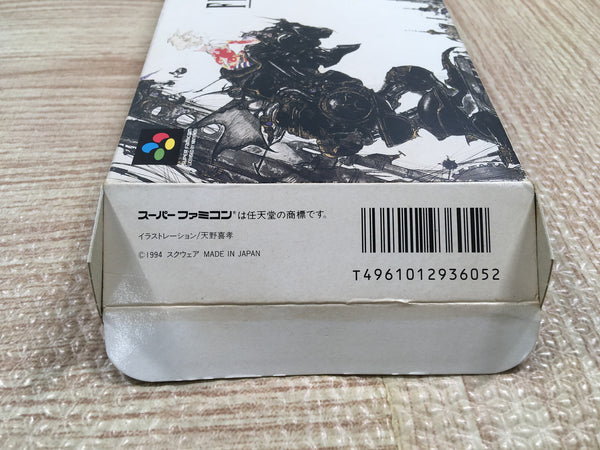 スーパーファミコン®は任天堂の商標です。
イラストレーション/天野喜孝
©1994 スクウェア MADE IN JAPAN
T4961012936052